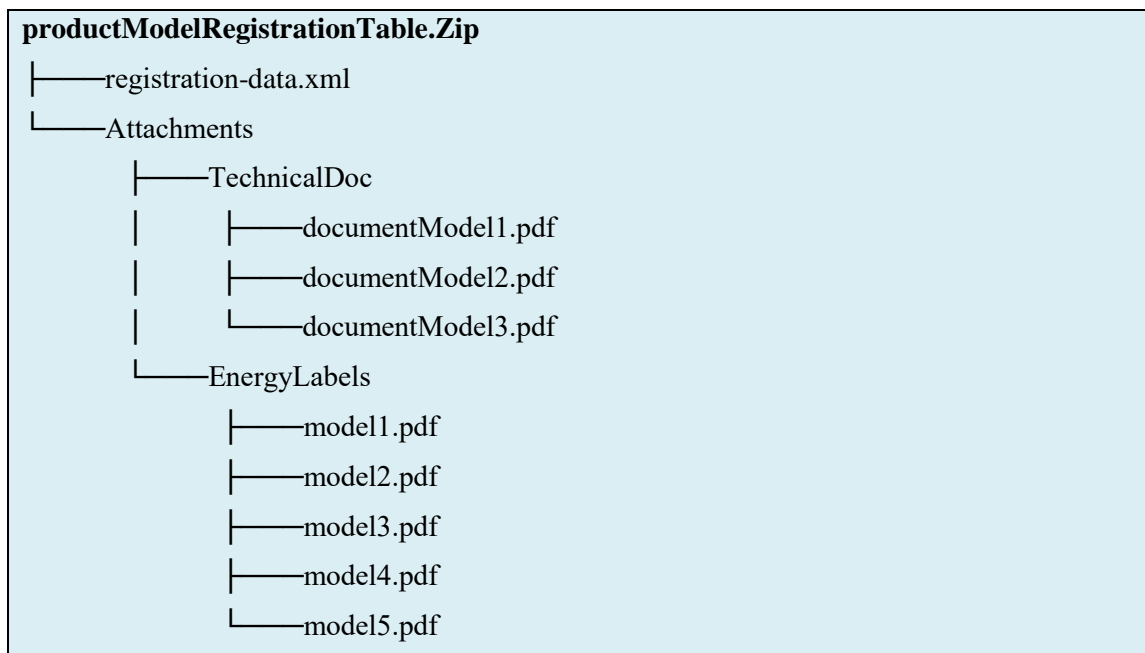 productModelRegistrationTable.Zip
├───registration-data.xml
└───Attachments
├───TechnicalDoc
│ ├───documentModel1.pdf
│ ├───documentModel2.pdf
│ └───documentModel3.pdf
└───EnergyLabels
├───model1.pdf
├───model2.pdf
├───model3.pdf
├───model4.pdf
└───model5.pdf